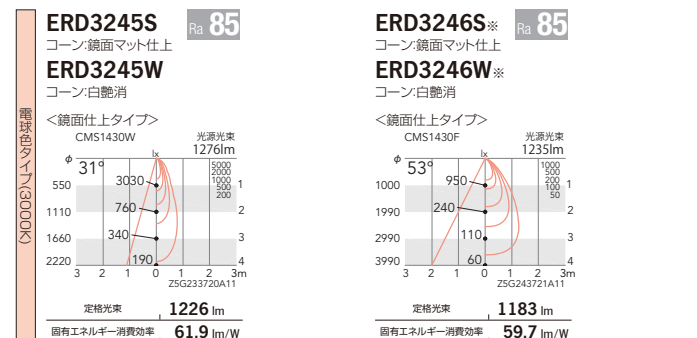 電球色タイプ(3000K)
ERD3245S Ra 85
コーン:鏡面マット仕上
ERD3245W
コーン:白艶消
<鏡面仕上タイプ>
CMS1430W 光源光束
1276lm
φ 31° lx
5000
2000
1000
500
200
550 3030 1
1110 760 2
1660 340 3
2220 190 4
3 2 1 0 1 2 3m
Z5G233720A11
定格光束 1226 lm
固有エネルギー消費効率 61.9 lm/W
ERD3246S※ Ra 85
コーン:鏡面マット仕上
ERD3246W※
コーン:白艶消
<鏡面仕上タイプ>
CMS1430F 光源光束
1235lm
φ 53° lx
1000
500
200
100
50
1000 950 1
1990 240 2
2990 110 3
3990 60 4
3 2 1 0 1 2 3m
Z5G243721A11
定格光束 1183 lm
固有エネルギー消費効率 59.7 lm/W